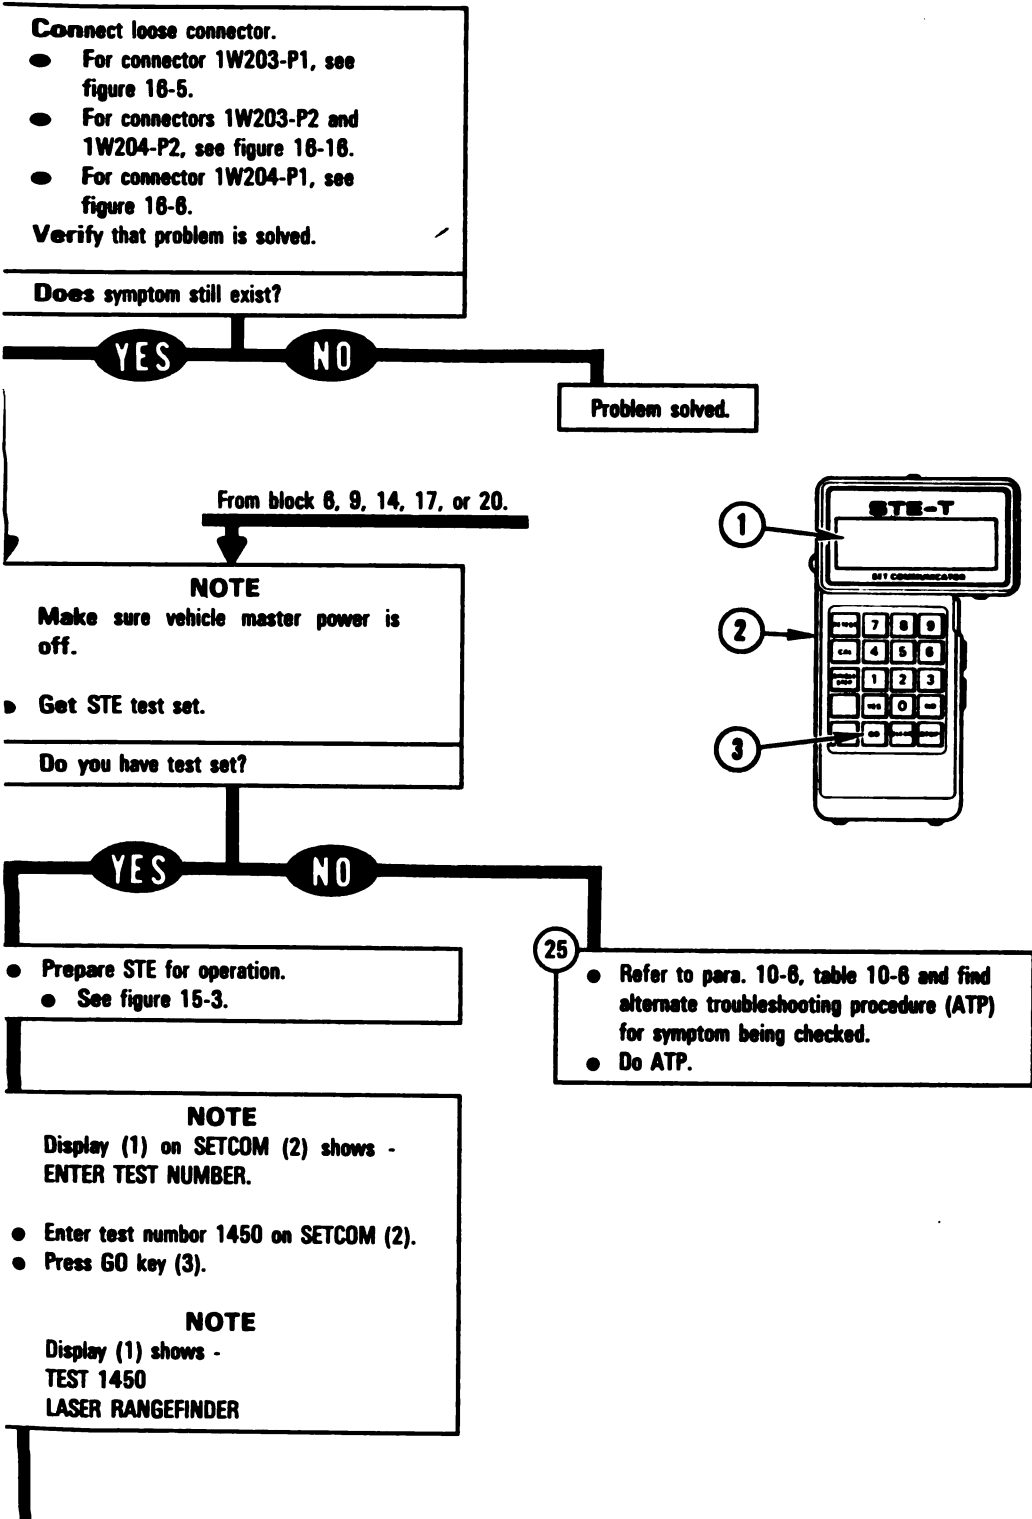 Connect loose connector.
● For connector 1W203-P1, see
figure 16-5.
● For connectors 1W203-P2 and
1W204-P2, see figure 16-16.
● For connector 1W204-P1, see
figure 16-6.
Verify that problem is solved.
Does symptom still exist?
YES
NO
Problem solved.
From block 6, 9, 14, 17, or 20.
NOTE
Make sure vehicle master power is
off.
● Get STE test set.
Do you have test set?
1
2
3
STE-T
7 8 9
4 5 6
1 2 3
YES 0 NO
GO
YES
NO
● Prepare STE for operation.
● See figure 15-3.
25
● Refer to para. 10-6, table 10-6 and find
alternate troubleshooting procedure (ATP)
for symptom being checked.
● Do ATP.
NOTE
Display (1) on SETCOM (2) shows -
ENTER TEST NUMBER.
● Enter test numbor 1450 on SETCOM (2).
● Press GO key (3).
NOTE
Display (1) shows -
TEST 1450
LASER RANGEFINDER